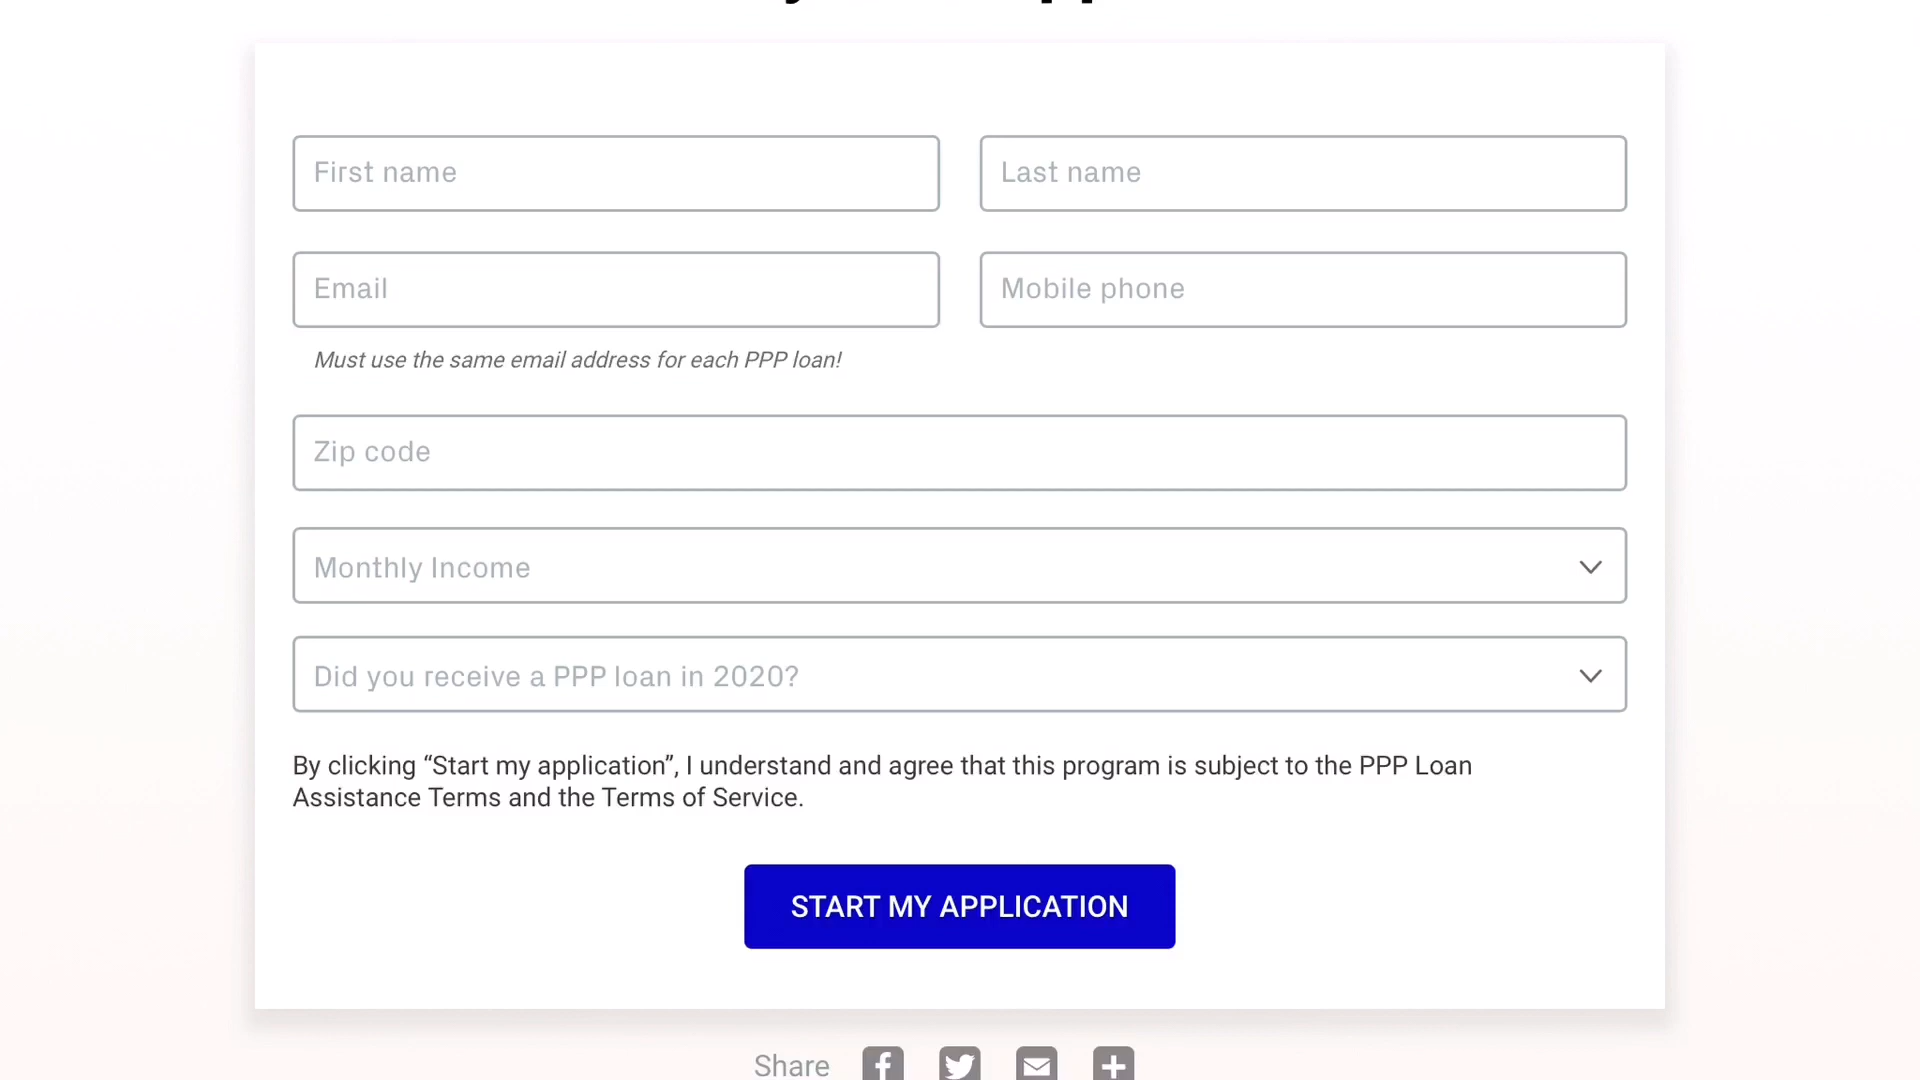 First name
Last name
Email
Mobile phone
Must use the same email address for each PPP loan!
Zip code
Monthly Income
Did you receive a PPP loan in 2020?
By clicking “Start my application”, I understand and agree that this program is subject to the PPP Loan
Assistance Terms and the Terms of Service.
START MY APPLICATION
Share